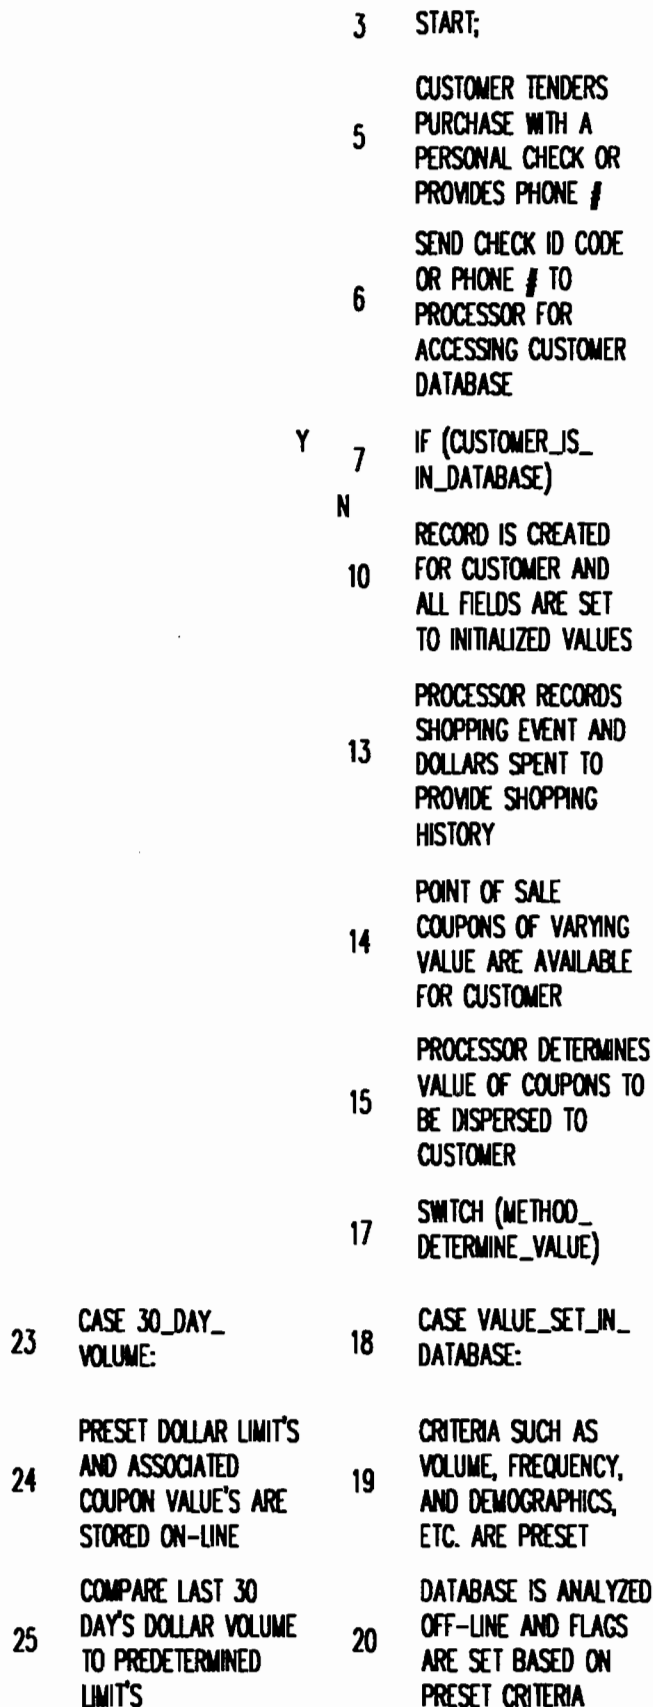 3 START;
CUSTOMER TENDERS
5 PURCHASE WITH A
PERSONAL CHECK OR
PROVIDES PHONE #
SEND CHECK ID CODE
OR PHONE # TO
6 PROCESSOR FOR
ACCESSING CUSTOMER
DATABASE
Y 7 IF (CUSTOMER_IS_
IN_DATABASE)
N
RECORD IS CREATED
10 FOR CUSTOMER AND
ALL FIELDS ARE SET
TO INITIALIZED VALUES
PROCESSOR RECORDS
SHOPPING EVENT AND
13 DOLLARS SPENT TO
PROVIDE SHOPPING
HISTORY
POINT OF SALE
14 COUPONS OF VARYING
VALUE ARE AVAILABLE
FOR CUSTOMER
PROCESSOR DETERMINES
VALUE OF COUPONS TO
15 BE DISPERSED TO
CUSTOMER
17 SWITCH (METHOD_
DETERMINE_VALUE)
23 CASE 30_DAY_
VOLUME:
18 CASE VALUE_SET_IN_
DATABASE:
PRESET DOLLAR LIMIT'S
24 AND ASSOCIATED
COUPON VALUE'S ARE
STORED ON-LINE
CRITERIA SUCH AS
19 VOLUME, FREQUENCY,
AND DEMOGRAPHICS,
ETC. ARE PRESET
COMPARE LAST 30
25 DAY'S DOLLAR VOLUME
TO PREDETERMINED
LIMIT'S
DATABASE IS ANALYZED
20 OFF-LINE AND FLAGS
ARE SET BASED ON
PRESET CRITERIA